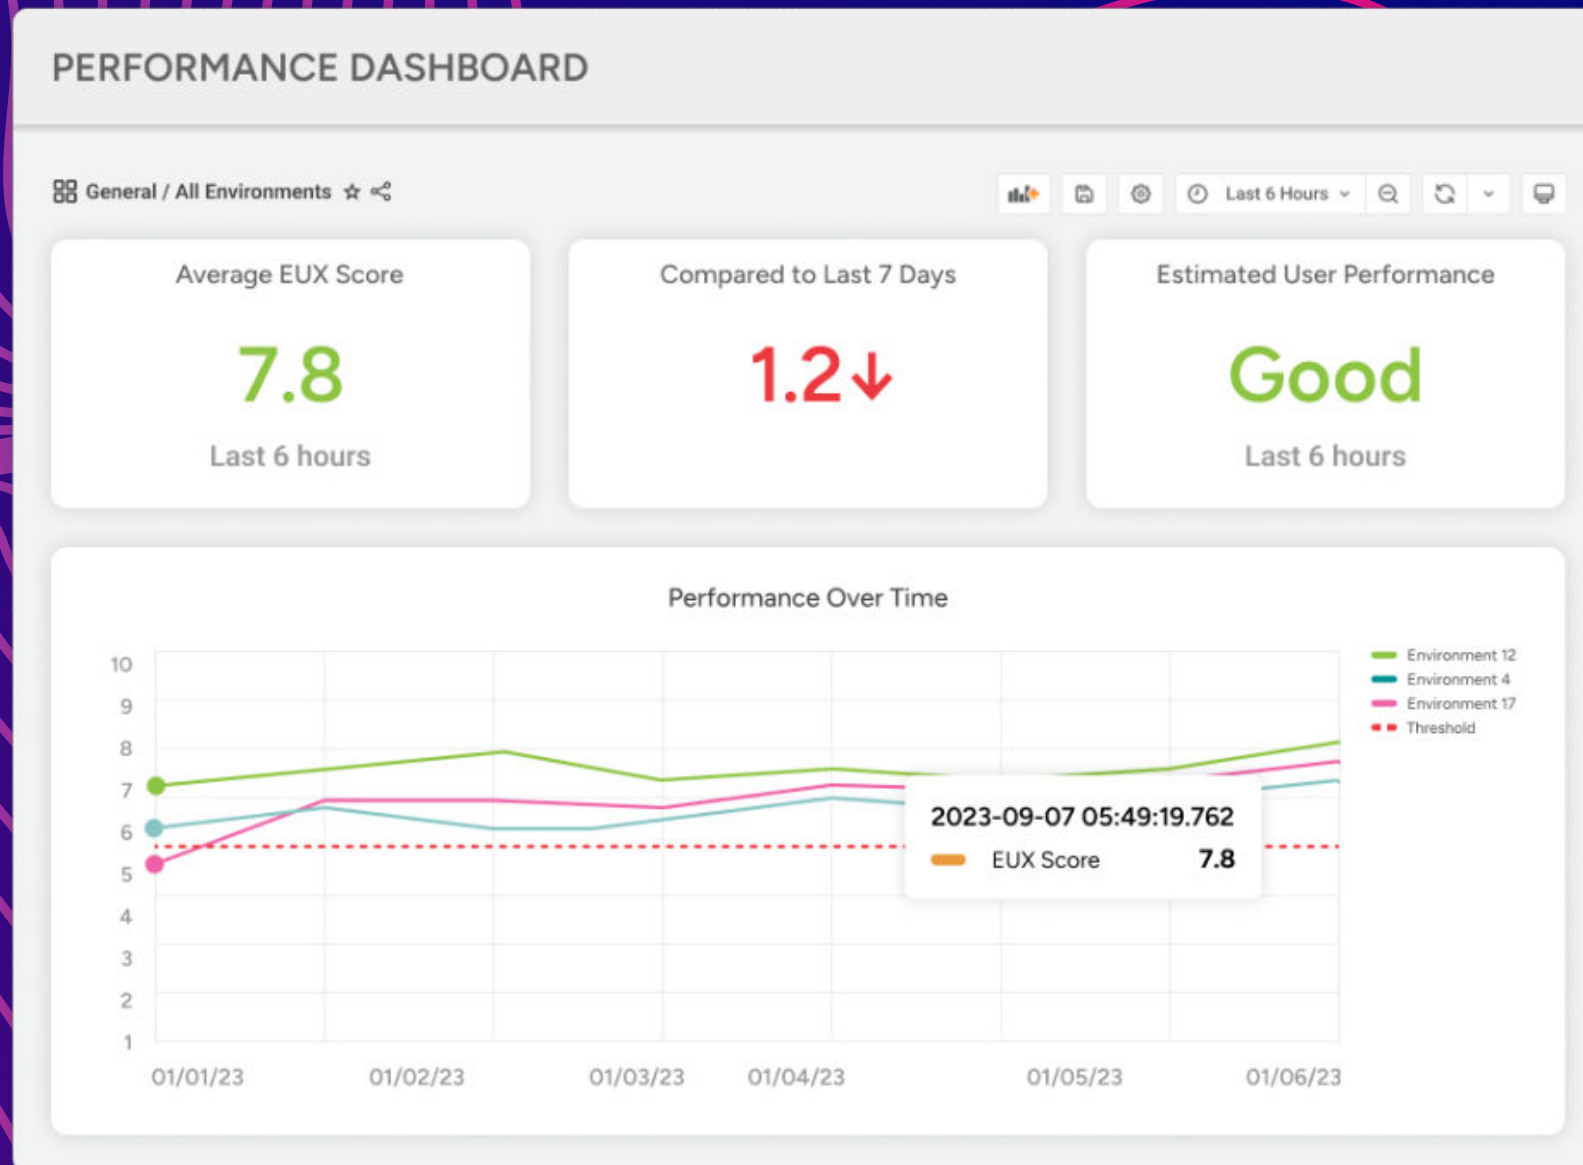 PERFORMANCE DASHBOARD
General / All Environments
Last 6 Hours
Average EUX Score
7.8
Last 6 hours
Compared to Last 7 Days
1.2↓
Estimated User Performance
Good
Last 6 hours
Performance Over Time
10
9
8
7
6
5
4
3
2
1
Environment 12
Environment 4
Environment 17
Threshold
2023-09-07 05:49:19.762
EUX Score 7.8
01/01/23 01/02/23 01/03/23 01/04/23 01/05/23 01/06/23